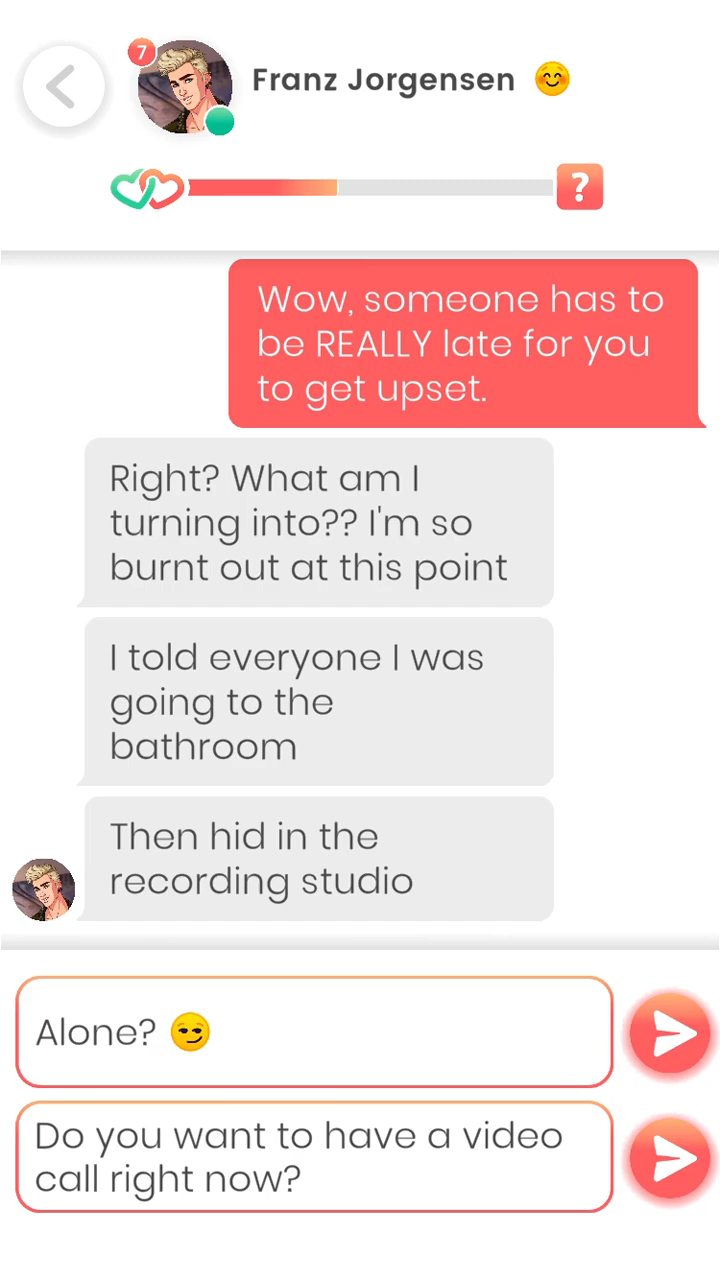 7
Franz Jorgensen 😊
?
Wow, someone has to
be REALLY late for you
to get upset.
Right? What am I
turning into?? I'm so
burnt out at this point
I told everyone I was
going to the
bathroom
Then hid in the
recording studio
Alone? 😏
Do you want to have a video
call right now?